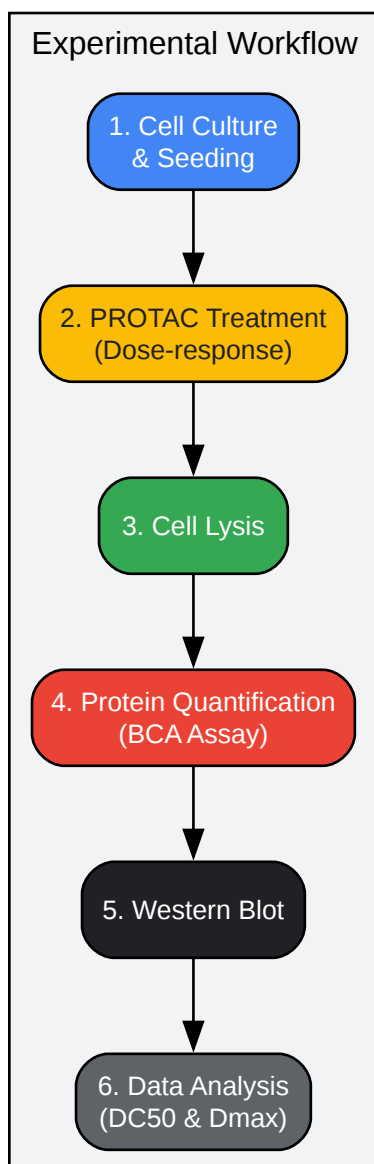 Experimental Workflow
1. Cell Culture
& Seeding
2. PROTAC Treatment
(Dose-response)
3. Cell Lysis
4. Protein Quantification
(BCA Assay)
5. Western Blot
6. Data Analysis
(DC50 & Dmax)